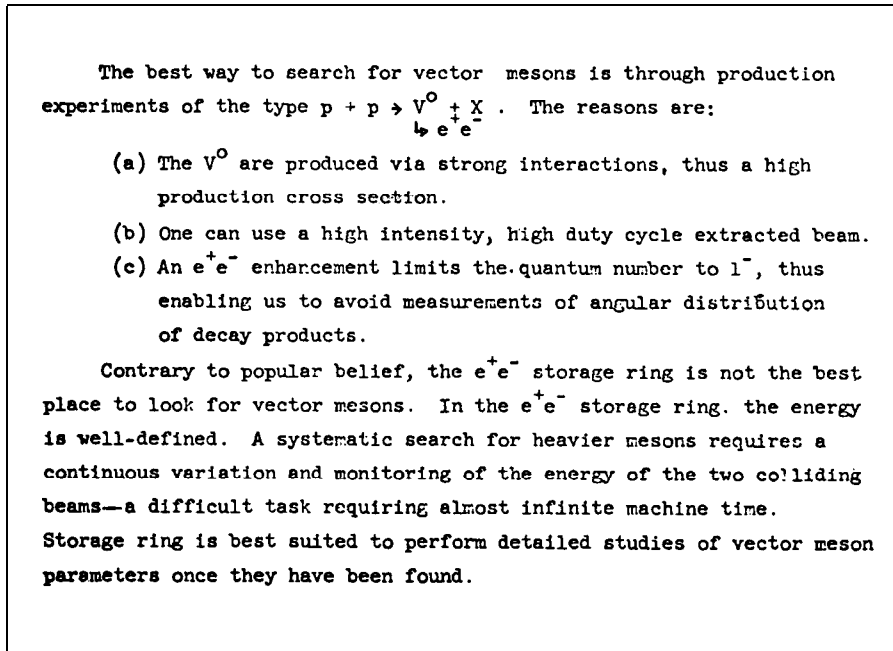 The best way to search for vector mesons is through production
experiments of the type p + p → V⁰ + X . The reasons are:
↳ e⁺e⁻
(a) The V⁰ are produced via strong interactions, thus a high
production cross section.
(b) One can use a high intensity, high duty cycle extracted beam.
(c) An e⁺e⁻ enhancement limits the quantum number to 1⁻, thus
enabling us to avoid measurements of angular distribution
of decay products.
Contrary to popular belief, the e⁺e⁻ storage ring is not the best
place to look for vector mesons. In the e⁺e⁻ storage ring. the energy
is well-defined. A systematic search for heavier mesons requires a
continuous variation and monitoring of the energy of the two colliding
beams—a difficult task requiring almost infinite machine time.
Storage ring is best suited to perform detailed studies of vector meson
parameters once they have been found.